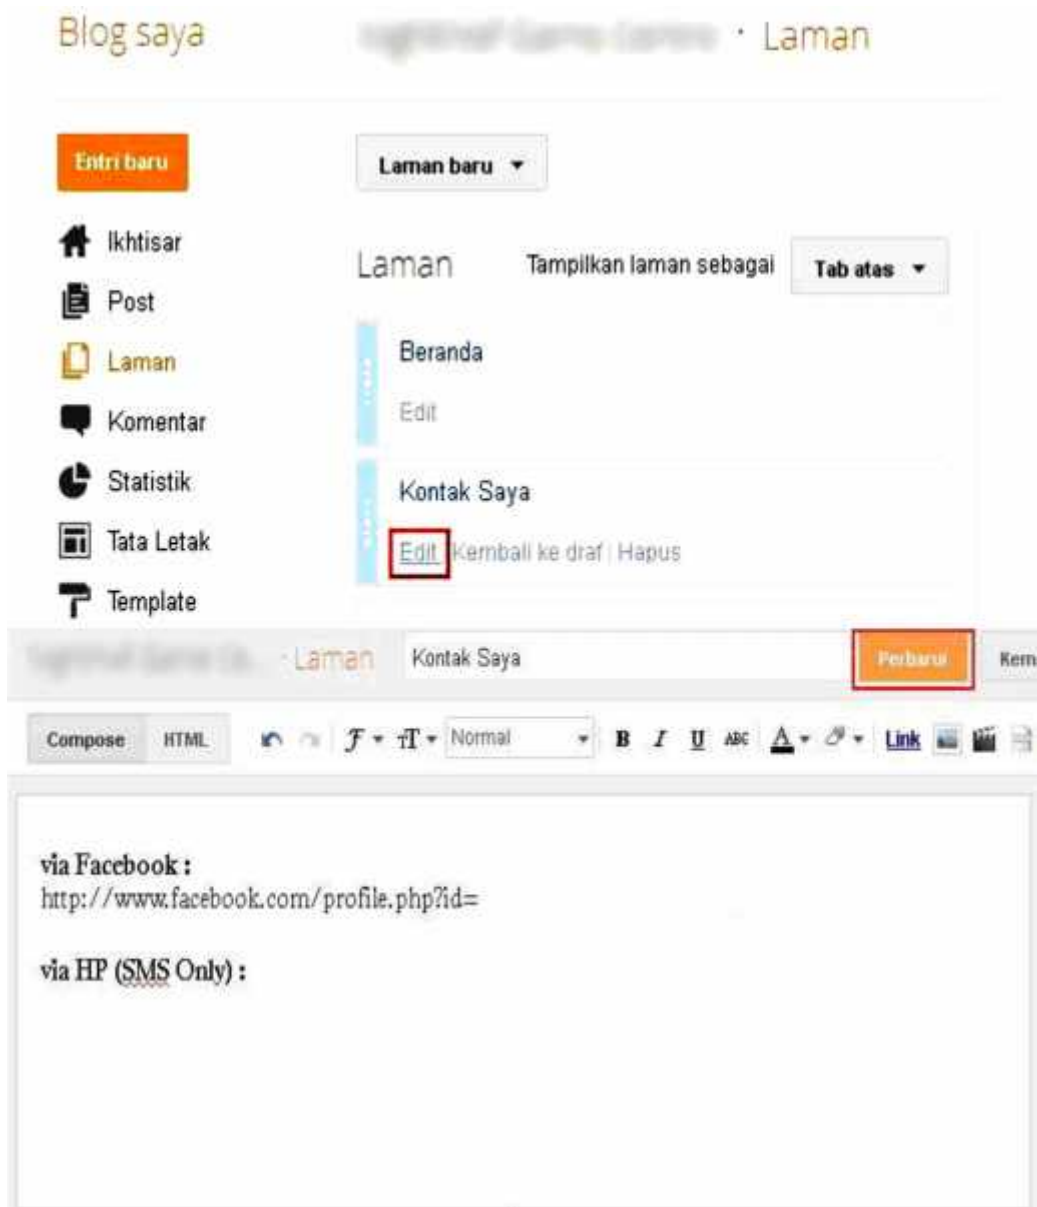 Blog saya
· Laman
Entri baru
Laman baru
Ikhtisar
Laman
Tampilkan laman sebagai
Tab atas
Post
Beranda
Laman
Edit
Komentar
Statistik
Kontak Saya
Tata Letak
Edit | Kembali ke draf | Hapus
Template
· Laman
Kontak Saya
Perbarui
Kem
Compose
HTML
Normal
B I U ABC A
Link
via Facebook :
http://www.facebook.com/profile.php?id=
via HP (SMS Only) :